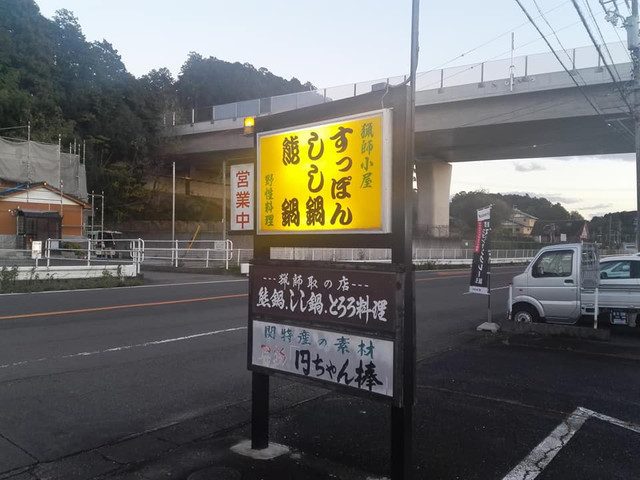 猟師小屋
すっぽん
しし鍋
熊鍋
野性料理
営業中
---猟師取の店---
熊鍋.しし鍋.とろろ料理
関特産の素材
円ちゃん棒